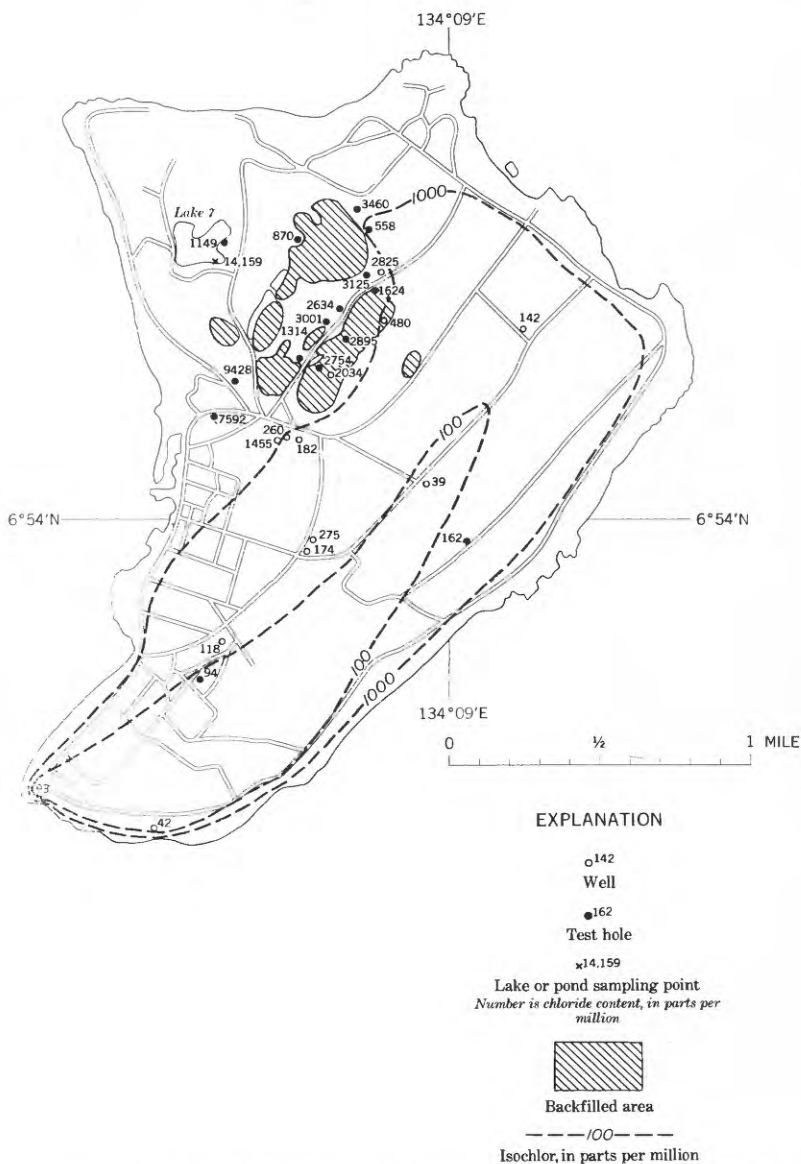 134°09'E
1000
3460
558
Lake 7
870
1149
14,159
2825
3125
1624
2634
3001
480
142
1314
2895
2754
2034
9428
7592
100
260
1455
182
39
6°54'N
6°54'N
275
174
162
118
94
100
1000
134°09'E
0 ½ 1 MILE
42
EXPLANATION
142
Well
162
Test hole
14,159
Lake or pond sampling point
Number is chloride content, in parts per
million
Backfilled area
100
Isochlor, in parts per million